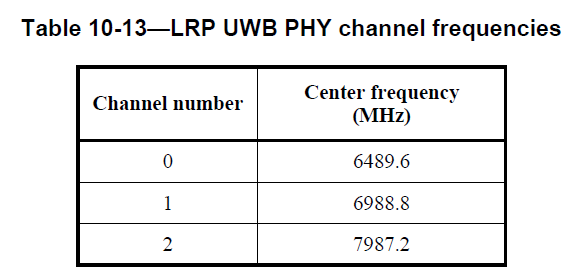 Table 10-13—LRP UWB PHY channel frequencies
Channel number
Center frequency
(MHz)
0 6489.6
1 6988.8
2 7987.2